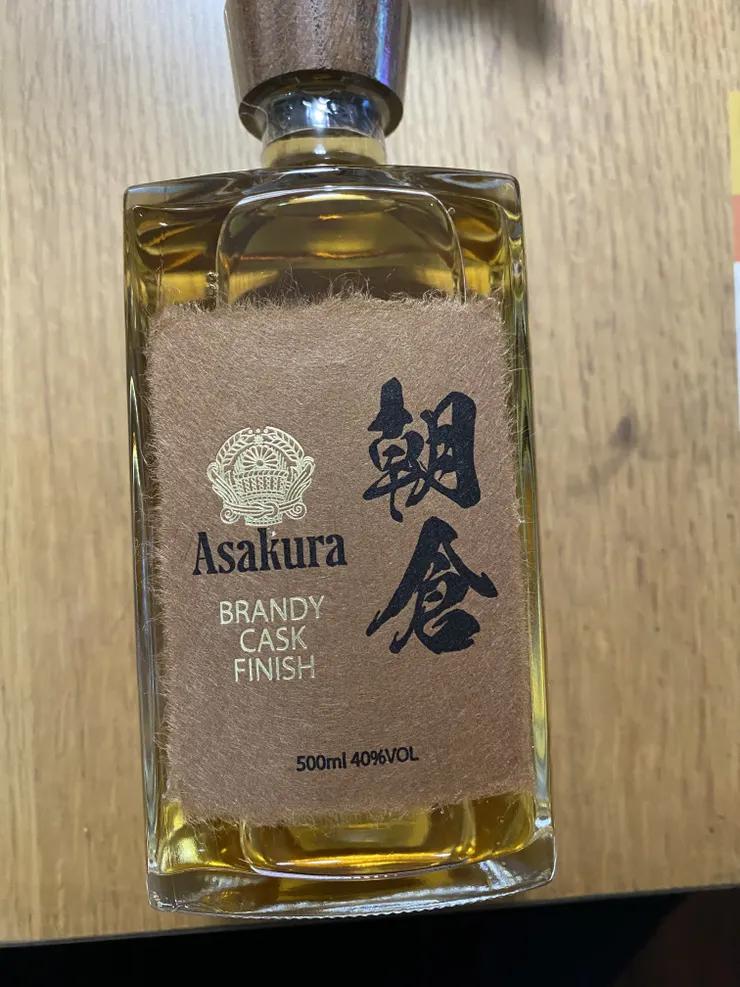 朝倉
Asakura
BRANDY
CASK
FINISH
500ml 40%VOL